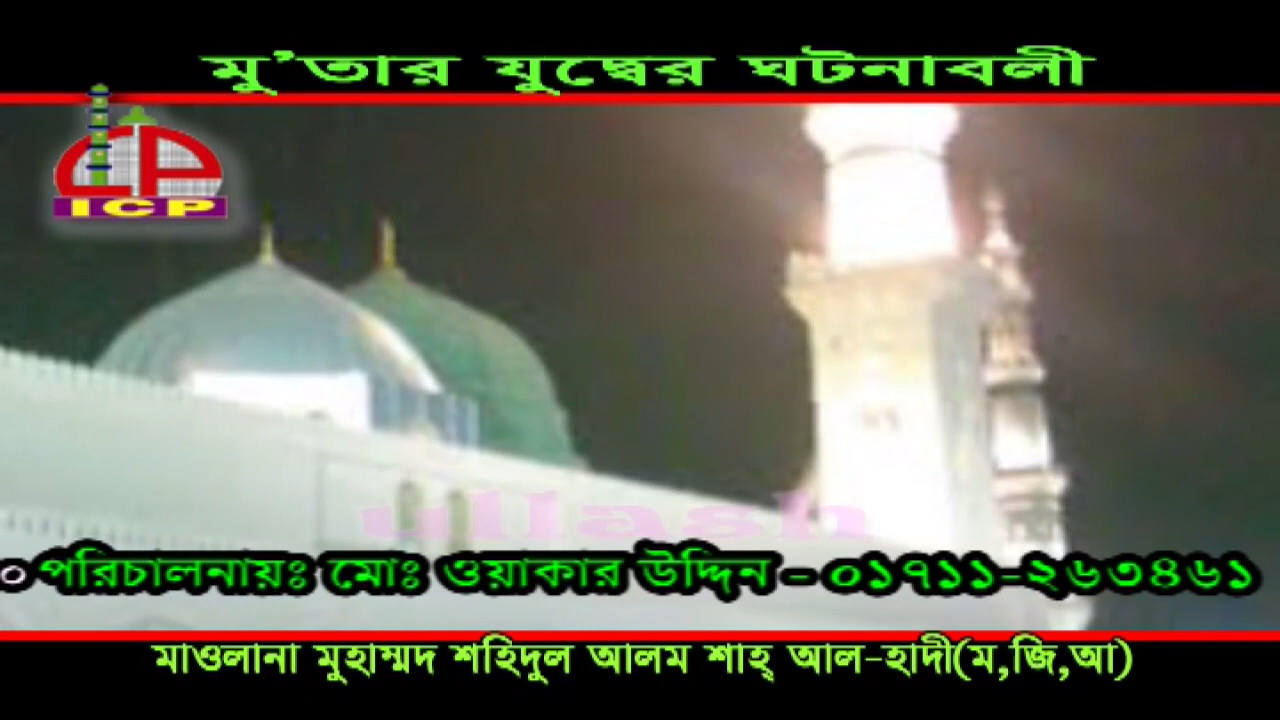 মু’তার যুদ্ধের ঘটনাবলী
ICP
ullash
পরিচালনায়ঃ মোঃ ওয়াকার উদ্দিন - ০১৭১১-২৬৩৪৬১
মাওলানা মুহাম্মদ শহিদুল আলম শাহ্ আল-হাদী(ম,জি,আ)